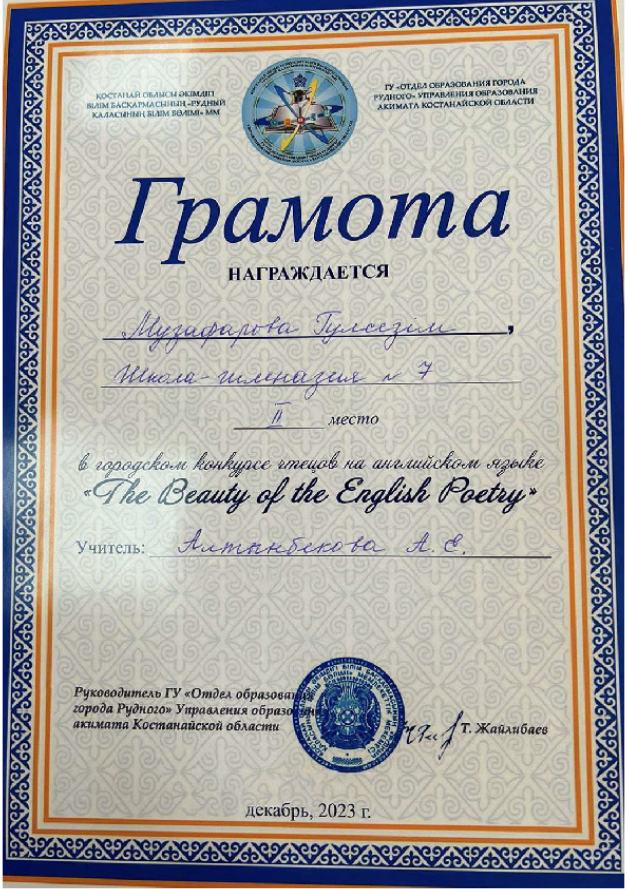 ҚОСТАНАЙ ОБЛЫСЫ ӘКІМДІГІ
БІЛІМ БАСҚАРМАСЫНЫҢ «РУДНЫЙ
ҚАЛАСЫНЫҢ БІЛІМ БӨЛІМІ» ММ
ГУ «ОТДЕЛ ОБРАЗОВАНИЯ ГОРОДА
РУДНОГО» УПРАВЛЕНИЯ ОБРАЗОВАНИЯ
АКИМАТА КОСТАНАЙСКОЙ ОБЛАСТИ
Грамота
НАГРАЖДАЕТСЯ
Музафарова Гулсезім,
Школа-гимназия № 7
II место
в городском конкурсе чтецов на английском языке
«The Beauty of the English Poetry»
Учитель: Алтынбекова А. Е.
Руководитель ГУ «Отдел образования
города Рудного» Управления образования
акимата Костанайской области
Т. Жайлибаев
декабрь, 2023 г.